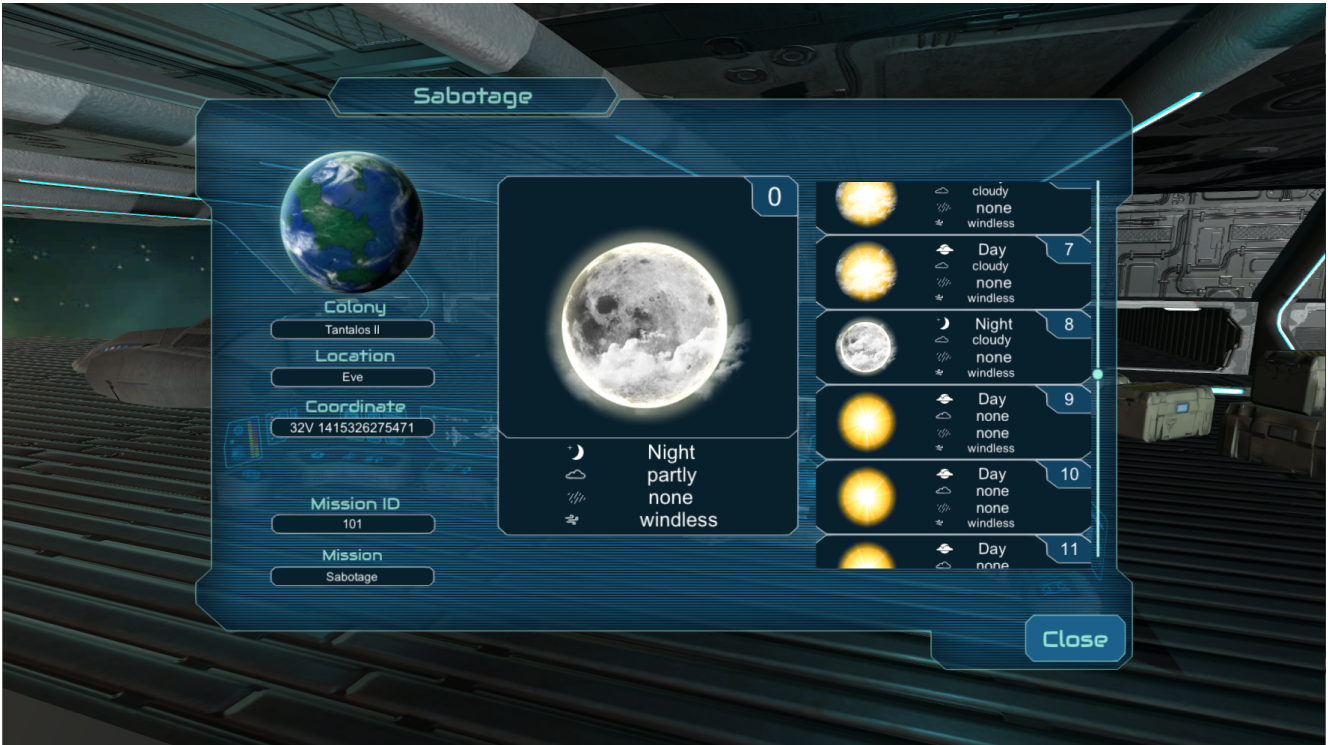 Sabotage
Colony
Tantalos II
Location
Eve
Coordinate
32V 1415326275471
Mission ID
101
Mission
Sabotage
0
Night
partly
none
windless
cloudy
none
windless
7
Day
cloudy
none
windless
8
Night
cloudy
none
windless
9
Day
none
none
windless
10
Day
none
none
windless
11
Day
none
Close